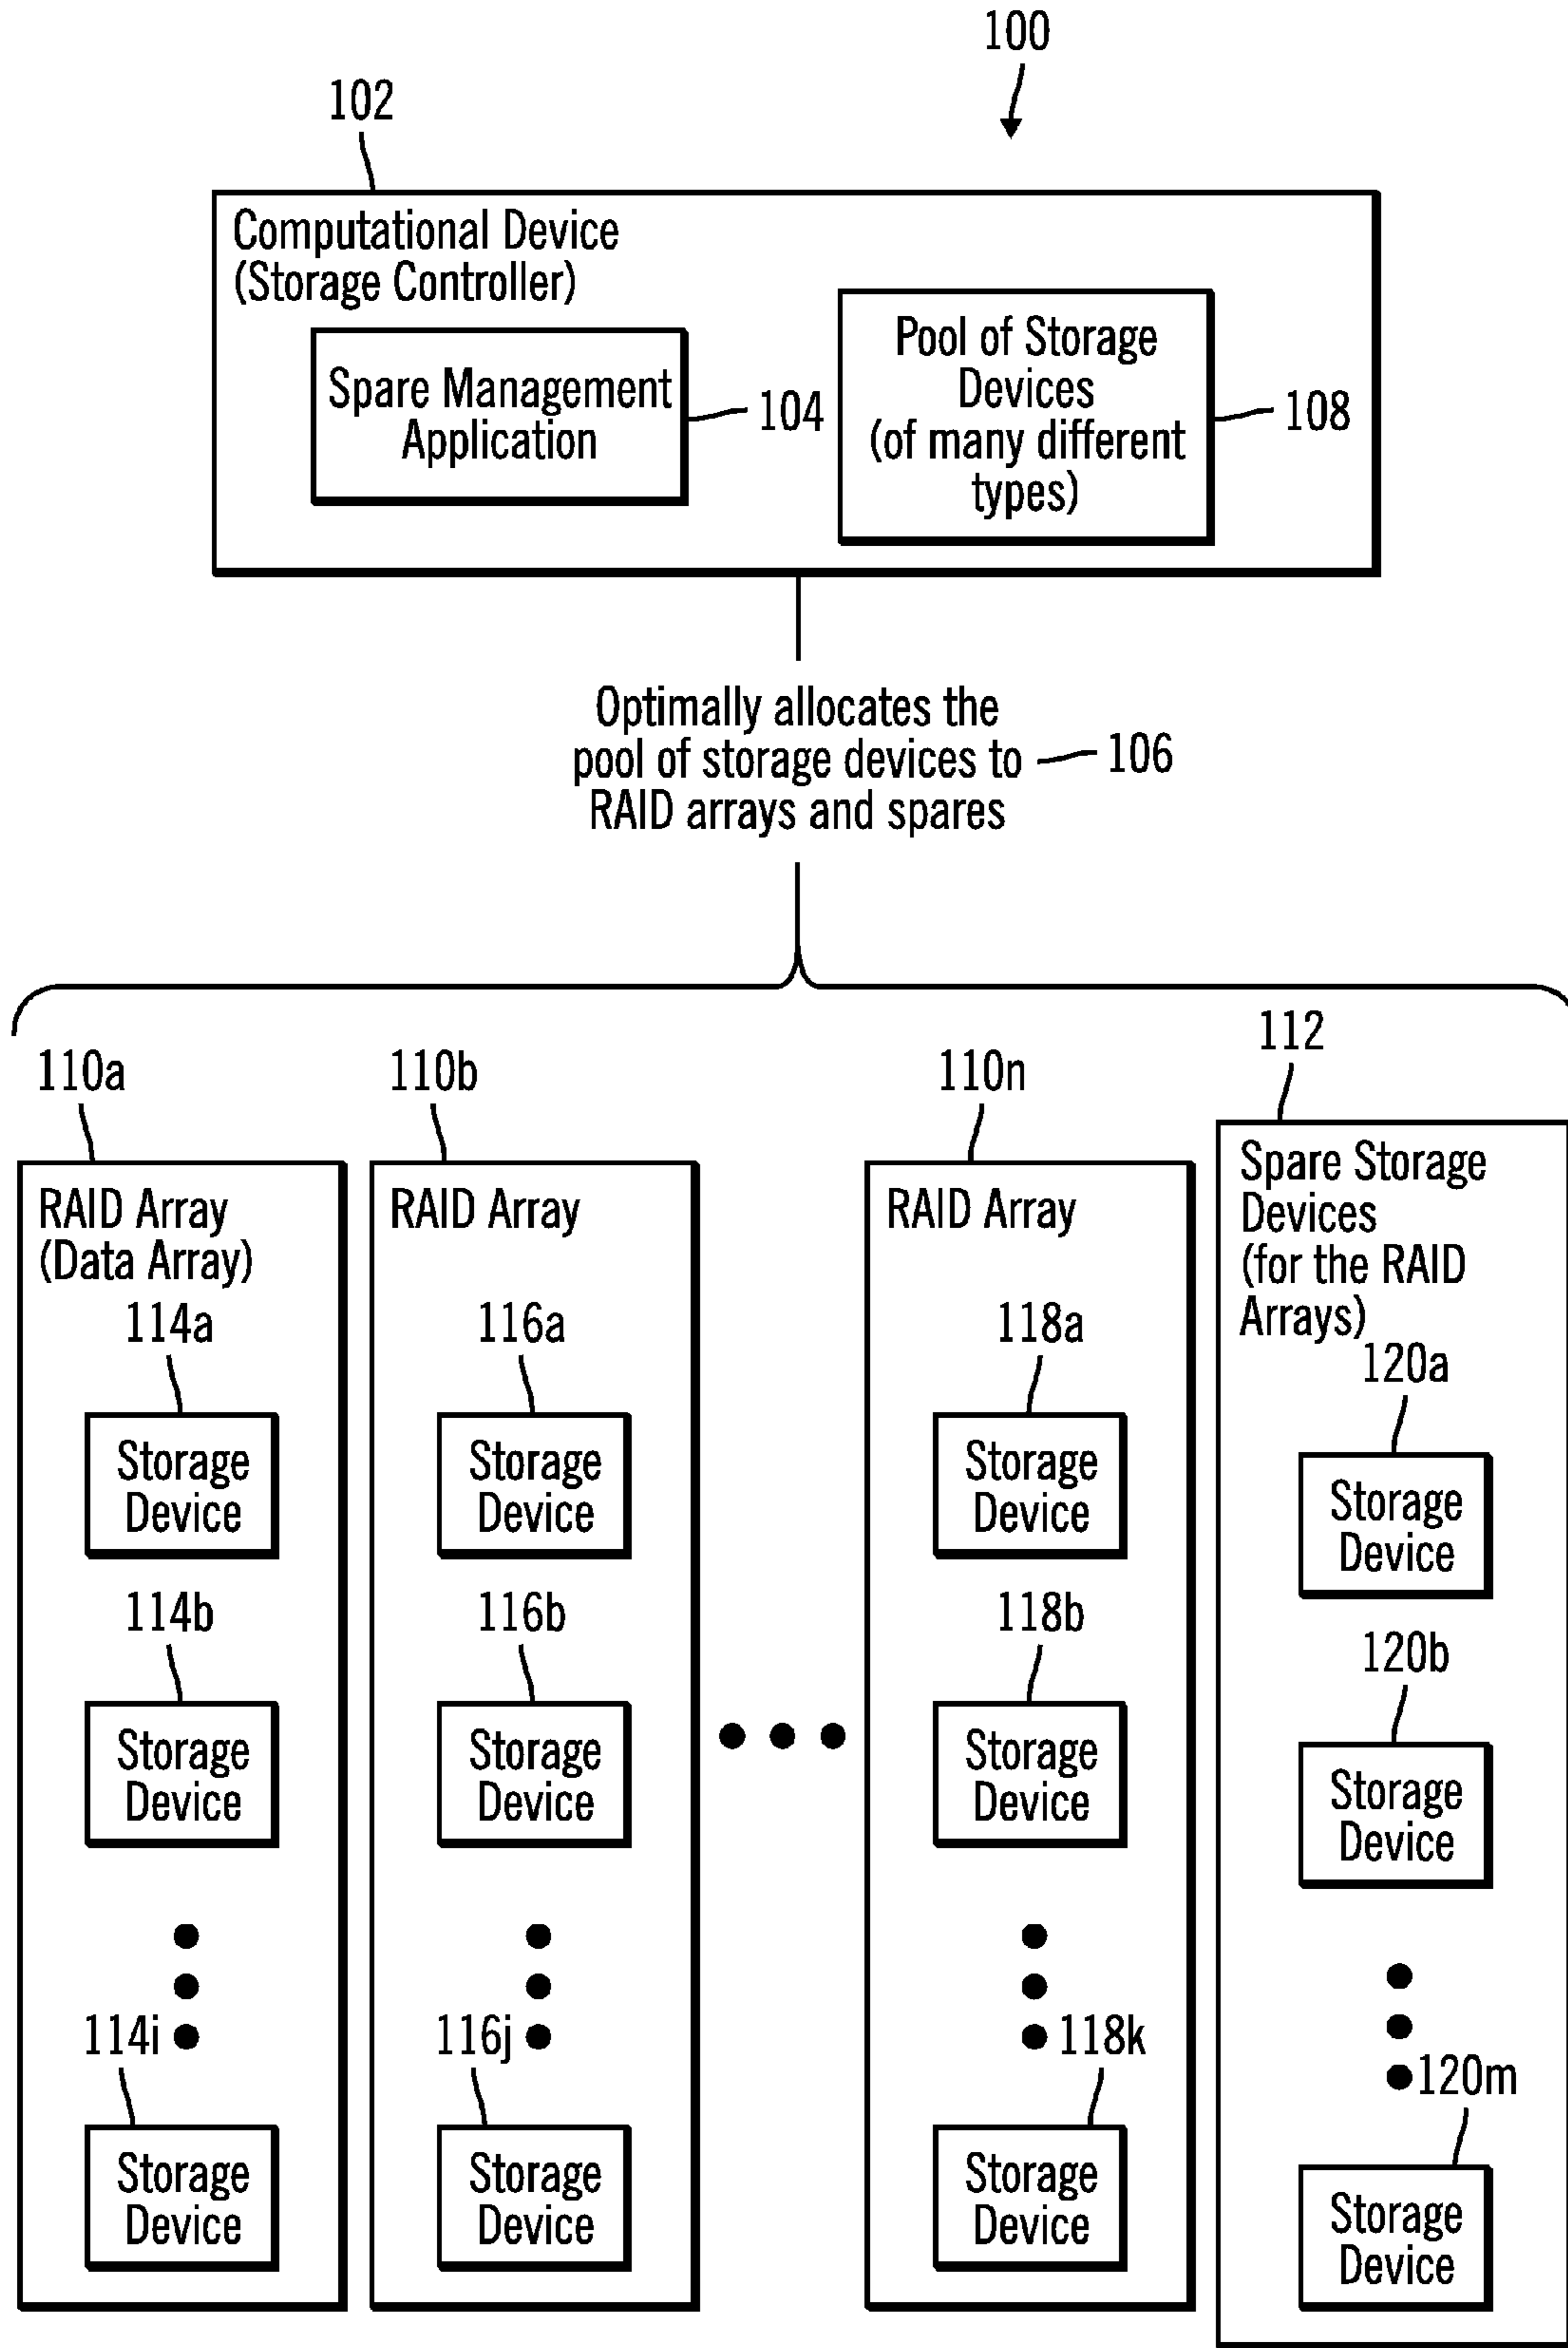 100
102
Computational Device
(Storage Controller)
Spare Management
Application
104
Pool of Storage
Devices
(of many different
types)
108
Optimally allocates the
pool of storage devices to
RAID arrays and spares
106
110a
110b
110n
112
RAID Array
(Data Array)
114a
Storage
Device
114b
Storage
Device
114i
Storage
Device
RAID Array
116a
Storage
Device
116b
Storage
Device
116j
Storage
Device
RAID Array
118a
Storage
Device
118b
Storage
Device
118k
Storage
Device
Spare Storage
Devices
(for the RAID
Arrays)
120a
Storage
Device
120b
Storage
Device
120m
Storage
Device